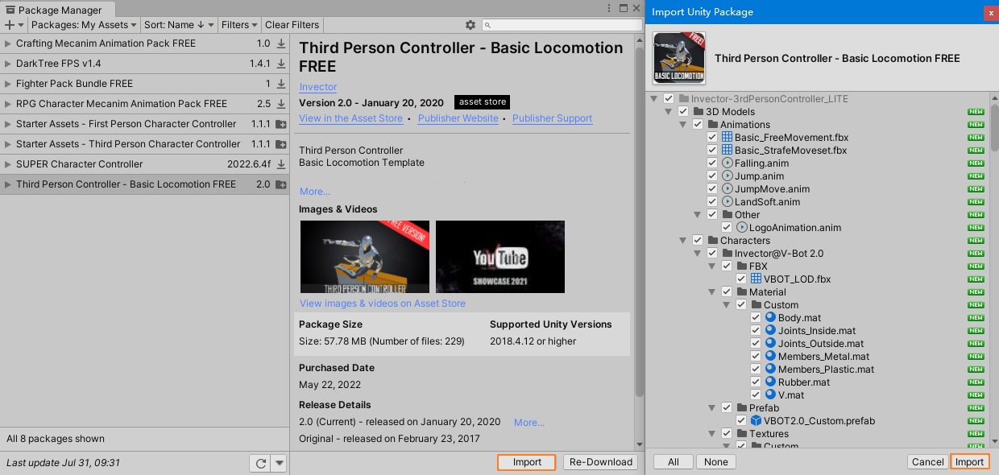 Package Manager
Packages: My Assets
Sort: Name ↓
Filters
Clear Filters
Crafting Mecanim Animation Pack FREE 1.0
DarkTree FPS v1.4 1.4.1
Fighter Pack Bundle FREE 1
RPG Character Mecanim Animation Pack FREE 2.5
Starter Assets - First Person Character Controller 1.1.1
Starter Assets - Third Person Character Controller 1.1.1
SUPER Character Controller 2022.6.4f
Third Person Controller - Basic Locomotion FREE 2.0
All 8 packages shown
Last update Jul 31, 09:31
Third Person Controller - Basic Locomotion
FREE
Invector
Version 2.0 - January 20, 2020 asset store
View in the Asset Store • Publisher Website • Publisher Support
Third Person Controller
Basic Locomotion Template
More...
Images & Videos
FREE VERSION!
THIRD PERSON CONTROLLER
YouTube
SHOWCASE 2021
View images & videos on Asset Store
Package Size
Size: 57.78 MB (Number of files: 229)
Supported Unity Versions
2018.4.12 or higher
Purchased Date
May 22, 2022
Release Details
2.0 (Current) - released on January 20, 2020 More...
Original - released on February 23, 2017
Import
Re-Download
Import Unity Package
x
FREE!
BASIC LOCOMOTION
Third Person Controller - Basic Locomotion FREE
Invector-3rdPersonController_LITE
3D Models NEW
Animations NEW
Basic_FreeMovement.fbx NEW
Basic_StrafeMoveset.fbx NEW
Falling.anim NEW
Jump.anim NEW
JumpMove.anim NEW
LandSoft.anim NEW
Other NEW
LogoAnimation.anim NEW
Characters NEW
Invector@V-Bot 2.0 NEW
FBX NEW
VBOT_LOD.fbx NEW
Material NEW
Custom NEW
Body.mat NEW
Joints_Inside.mat NEW
Joints_Outside.mat NEW
Members_Metal.mat NEW
Members_Plastic.mat NEW
Rubber.mat NEW
V.mat NEW
Prefab NEW
VBOT2.0_Custom.prefab NEW
Textures NEW
Custom NEW
All
None
Cancel
Import